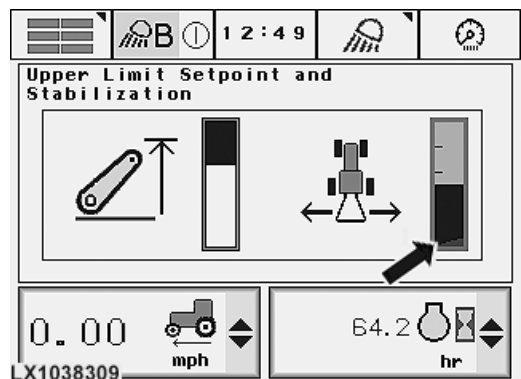 B 12:49
Upper Limit Setpoint and
Stabilization
0.00 mph
64.2 hr
LX1038309